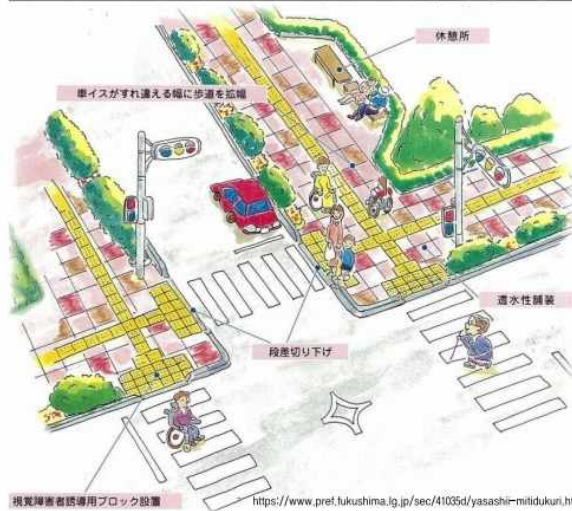 休憩所
車イスがすれ違える幅に歩道を拡幅
透水性舗装
段差切り下げ
視覚障害者誘導用ブロック設置
https://www.pref.fukushima.lg.jp/sec/41035d/yasashii-mitidukuri.ht